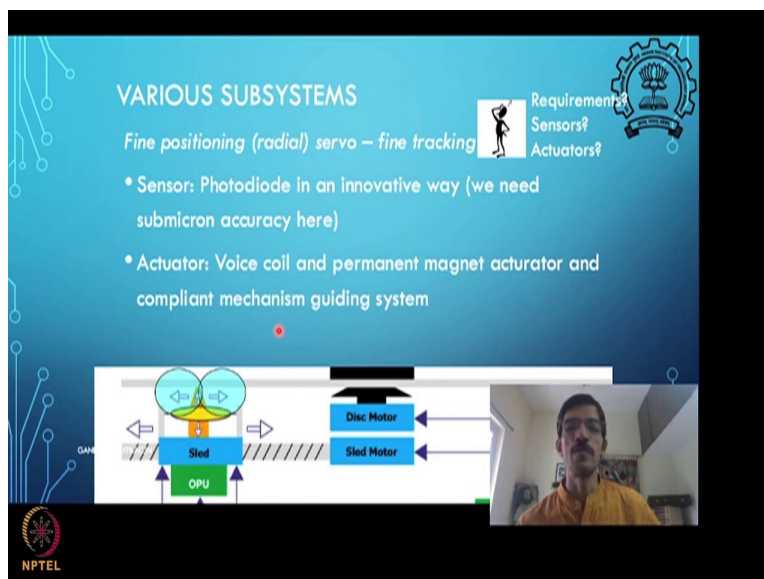 VARIOUS SUBSYSTEMS
Requirements?
Sensors?
Actuators?
Fine positioning (radial) servo – fine tracking
• Sensor: Photodiode in an innovative way (we need
submicron accuracy here)
• Actuator: Voice coil and permanent magnet acturator and
compliant mechanism guiding system
Disc Motor
Sled
Sled Motor
OPU
NPTEL